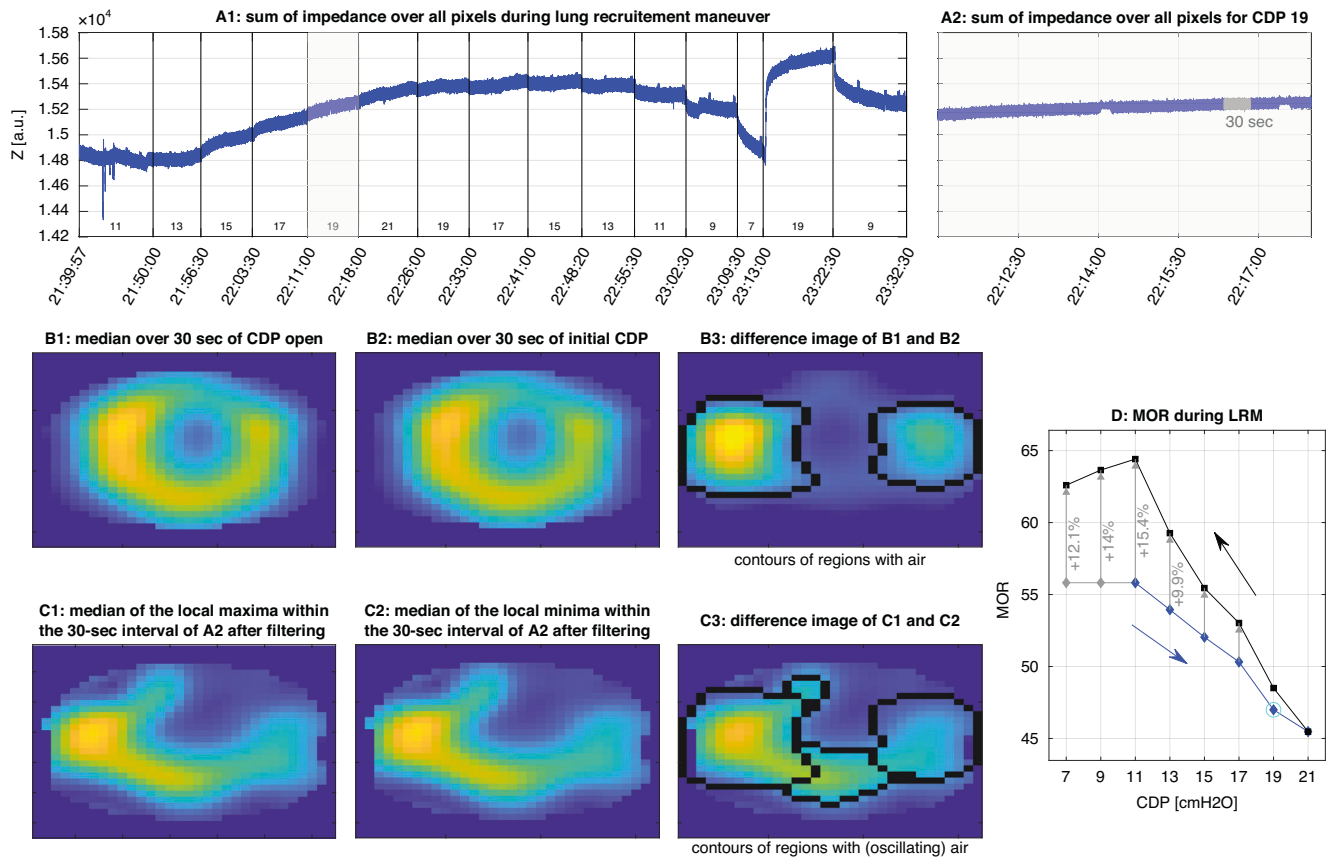 A1: sum of impedance over all pixels during lung recruitement maneuver
×10⁴
1.58
1.56
1.54
1.52
1.5
1.48
1.46
1.44
1.42
Z [a.u.]
11 13 15 17 19 21 19 17 15 13 11 9 7 19 9
21:39:57 21:50:00 21:56:30 22:03:30 22:11:00 22:18:00 22:26:00 22:33:00 22:41:00 22:48:20 22:55:30 23:02:30 23:09:30 23:13:00 23:22:30 23:32:30
A2: sum of impedance over all pixels for CDP 19
30 sec
22:12:30 22:14:00 22:15:30 22:17:00
B1: median over 30 sec of CDP open
B2: median over 30 sec of initial CDP
B3: difference image of B1 and B2
contours of regions with air
C1: median of the local maxima within
the 30-sec interval of A2 after filtering
C2: median of the local minima within
the 30-sec interval of A2 after filtering
C3: difference image of C1 and C2
contours of regions with (oscillating) air
D: MOR during LRM
65
60
55
50
45
MOR
+12.1%
+14%
+15.4%
+9.9%
7 9 11 13 15 17 19 21
CDP [cmH2O]